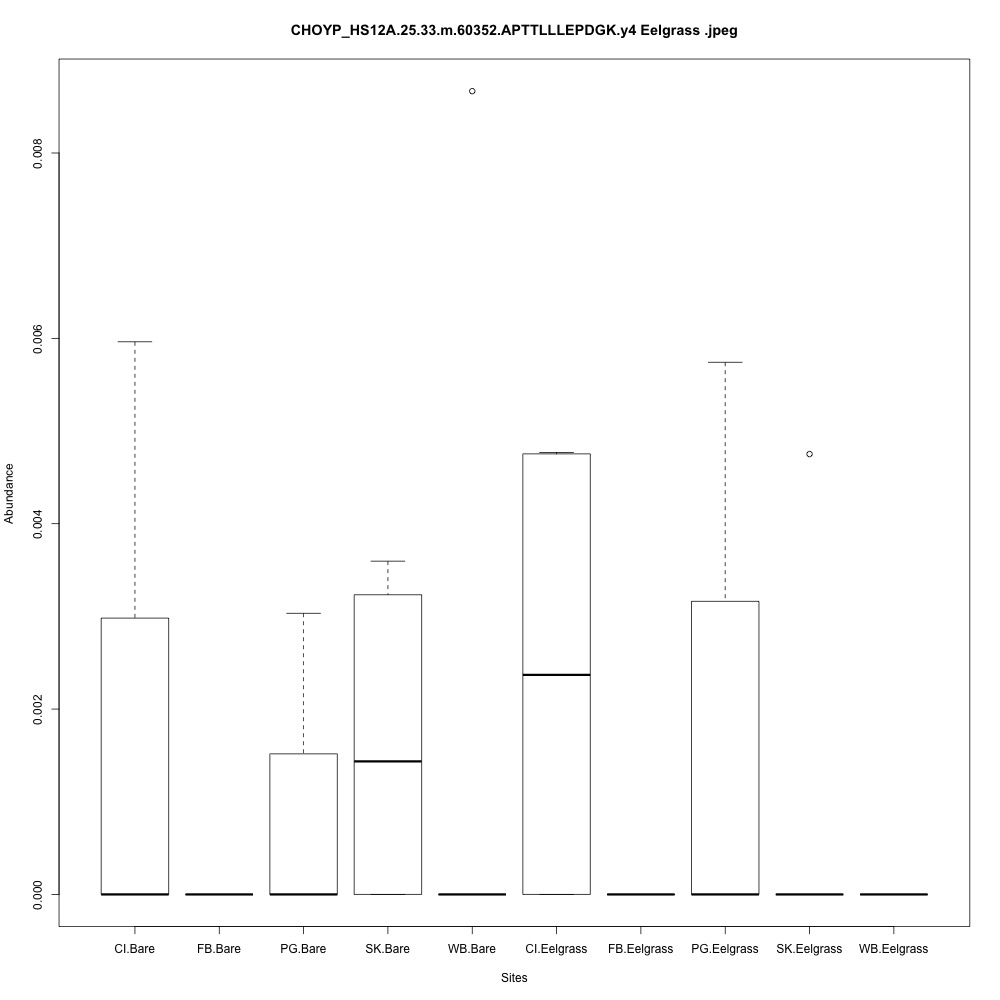 CHOYP_HS12A.25.33.m.60352.APTTLLLEPDGK.y4 Eelgrass .jpeg
Abundance
0.008
0.006
0.004
0.002
0.000
CI.Bare FB.Bare PG.Bare SK.Bare WB.Bare CI.Eelgrass FB.Eelgrass PG.Eelgrass SK.Eelgrass WB.Eelgrass
Sites